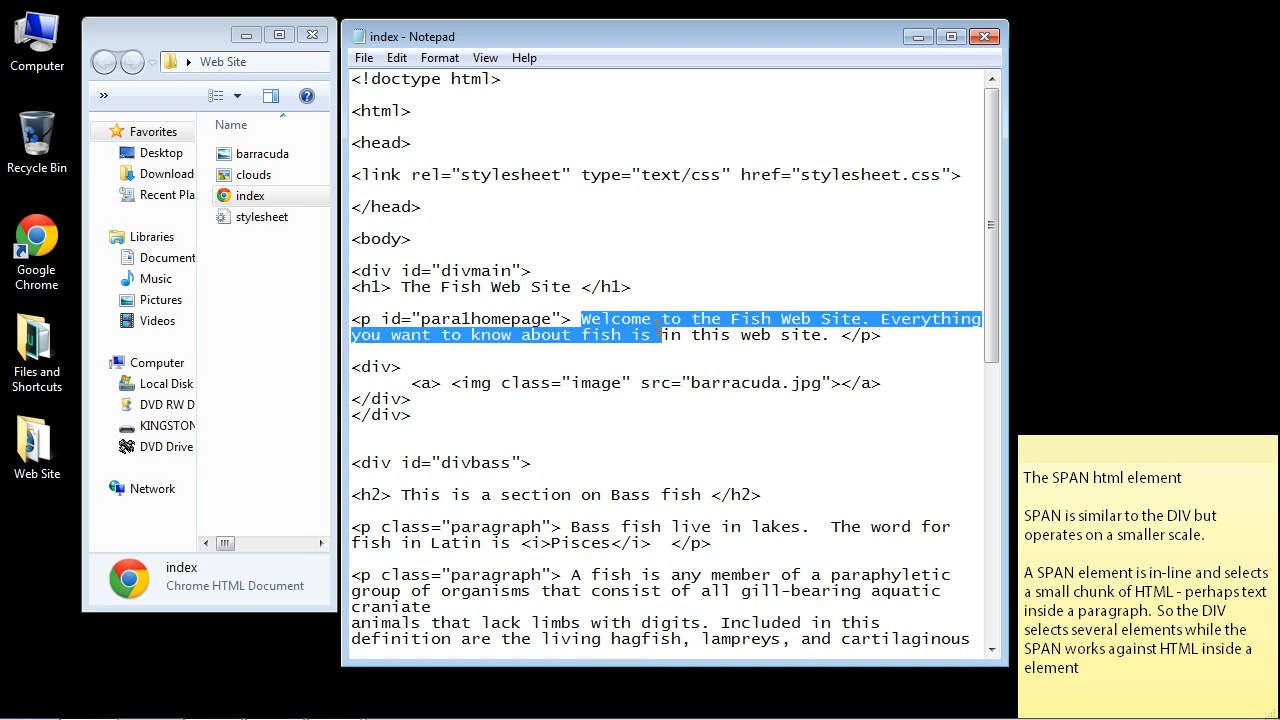 Computer
Recycle Bin
Google
Chrome
Files and
Shortcuts
Web Site
Web Site
»
Name
Favorites
Desktop
Download
Recent Pla
Libraries
Document
Music
Pictures
Videos
Computer
Local Disk
DVD RW D
KINGSTON
DVD Drive
Network
barracuda
clouds
index
stylesheet
index
Chrome HTML Document
index - Notepad
File Edit Format View Help
<!doctype html>
<html>
<head>
<link rel="stylesheet" type="text/css" href="stylesheet.css">
</head>
<body>
<div id="divmain">
<h1> The Fish Web Site </h1>
<p id="para1homepage"> Welcome to the Fish Web Site. Everything
you want to know about fish is in this web site. </p>
<div>
<a> <img class="image" src="barracuda.jpg"></a>
</div>
</div>
<div id="divbass">
<h2> This is a section on Bass fish </h2>
<p class="paragraph"> Bass fish live in lakes.  The word for
fish in Latin is <i>Pisces</i>  </p>
<p class="paragraph"> A fish is any member of a paraphyletic
group of organisms that consist of all gill-bearing aquatic
craniate
animals that lack limbs with digits. Included in this
definition are the living hagfish, lampreys, and cartilaginous
The SPAN html element
SPAN is similar to the DIV but
operates on a smaller scale.
A SPAN element is in-line and selects
a small chunk of HTML - perhaps text
inside a paragraph.  So the DIV
selects several elements while the
SPAN works against HTML inside a
element